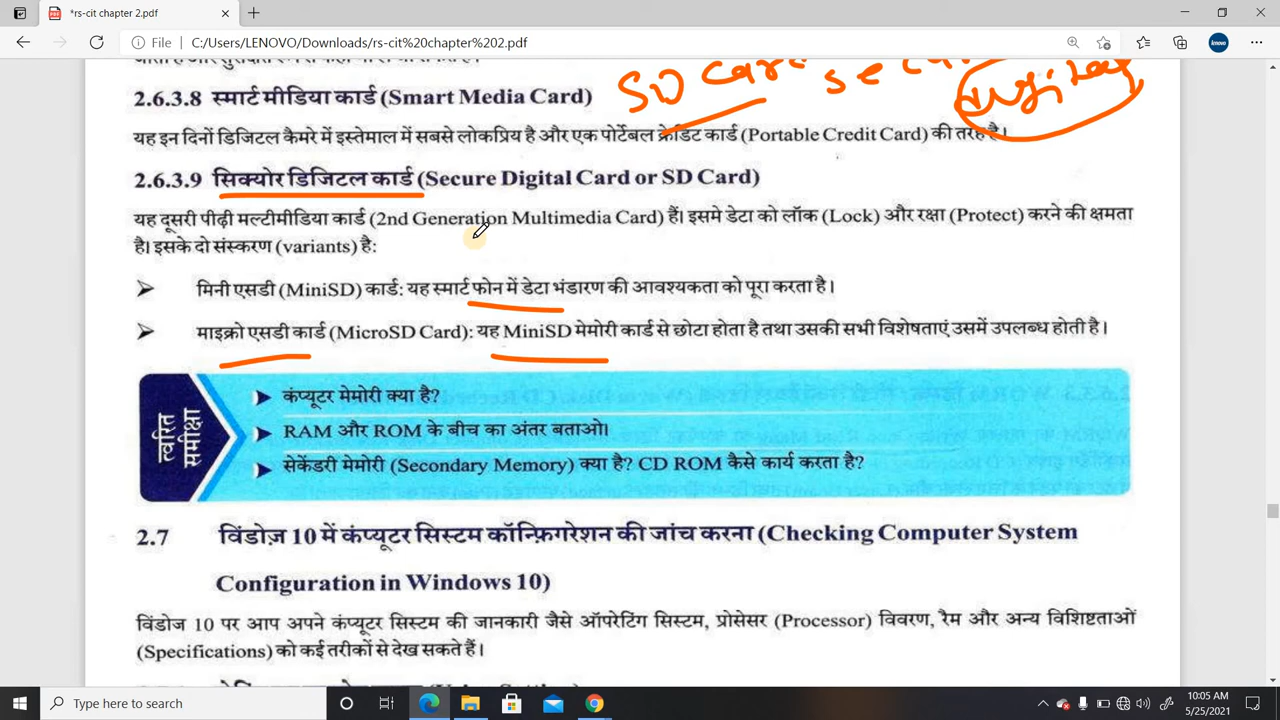 *rs-cit chapter 2.pdf
File C:/Users/LENOVO/Downloads/rs-cit%20chapter%202.pdf
SD Card
2.6.3.8 स्मार्ट मीडिया कार्ड (Smart Media Card)
यह इन दिनों डिजिटल कैमरे में इस्तेमाल में सबसे लोकप्रिय है और एक पोर्टेबल क्रेडिट कार्ड (Portable Credit Card) की तरह है।
2.6.3.9 सिक्योर डिजिटल कार्ड (Secure Digital Card or SD Card)
यह दूसरी पीढ़ी मल्टीमीडिया कार्ड (2nd Generation Multimedia Card) हैं। इसमे डेटा को लॉक (Lock) और रक्षा (Protect) करने की क्षमता
है। इसके दो संस्करण (variants) है:
➢ मिनी एसडी (MiniSD) कार्ड: यह स्मार्ट फोन में डेटा भंडारण की आवश्यकता को पूरा करता है।
➢ माइक्रो एसडी कार्ड (MicroSD Card): यह MiniSD मेमोरी कार्ड से छोटा होता है तथा उसकी सभी विशेषताएं उसमें उपलब्ध होती है।
त्वरित समीक्षा
➢ कंप्यूटर मेमोरी क्या है?
➢ RAM और ROM के बीच का अंतर बताओ।
➢ सेकेंडरी मेमोरी (Secondary Memory) क्या है? CD ROM कैसे कार्य करता है?
2.7 विंडोज़ 10 में कंप्यूटर सिस्टम कॉन्फ़िगरेशन की जांच करना (Checking Computer System
Configuration in Windows 10)
विंडोज 10 पर आप अपने कंप्यूटर सिस्टम की जानकारी जैसे ऑपरेटिंग सिस्टम, प्रोसेसर (Processor) विवरण, रैम और अन्य विशिष्टताओं
(Specifications) को कई तरीकों से देख सकते हैं।
Type here to search
10:05 AM
5/25/2021